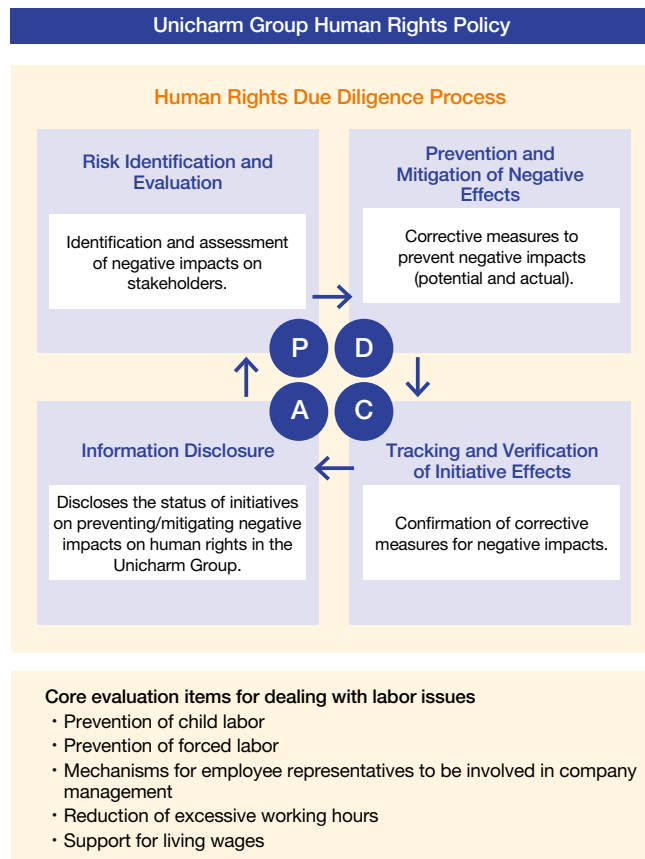 Unicharm Group Human Rights Policy
Human Rights Due Diligence Process
Risk Identification and
Evaluation
Identification and assessment
of negative impacts on
stakeholders.
Prevention and
Mitigation of Negative
Effects
Corrective measures to
prevent negative impacts
(potential and actual).
P
D
A
C
Information Disclosure
Discloses the status of initiatives
on preventing/mitigating negative
impacts on human rights in the
Unicharm Group.
Tracking and Verification
of Initiative Effects
Confirmation of corrective
measures for negative impacts.
Core evaluation items for dealing with labor issues
・Prevention of child labor
・Prevention of forced labor
・Mechanisms for employee representatives to be involved in company
management
・Reduction of excessive working hours
・Support for living wages